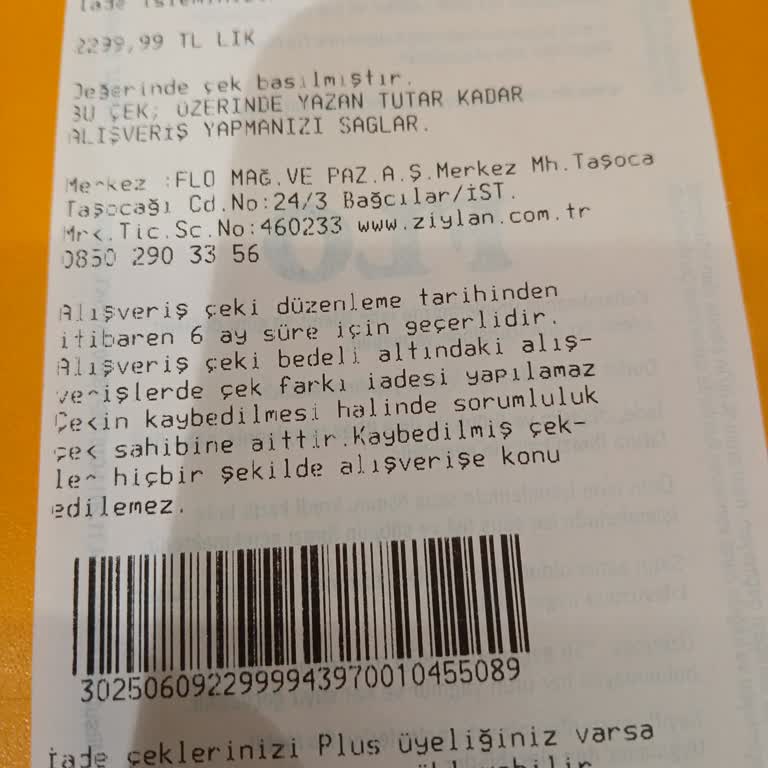 İade işleminiz
2299,99 TL LIK
Değerinde çek basılmıştır.
BU ÇEK; ÜZERİNDE YAZAN TUTAR KADAR
ALIŞVERİŞ YAPMANIZI SAGLAR.
Merkez :FLO MAĞ.VE PAZ.A.Ş.Merkez Mh.Taşoca
Taşocağı Cd.No:24/3 Bağcılar/İST.
Mrk.Tic.Sc.No:460233 www.ziylan.com.tr
0850 290 33 56
Alışveriş çeki düzenleme tarihinden
itibaren 6 ay süre için geçerlidir.
Alışveriş çeki bedeli altındaki alış-
verişlerde çek farkı iadesi yapılamaz
Çekin kaybedilmesi halinde sorumluluk
çek sahibine aittir.Kaybedilmiş çek-
ler hiçbir şekilde alışverişe konu
edilemez.
3025060922999943970010455089
İade çeklerinizi Plus üyeliğiniz varsa